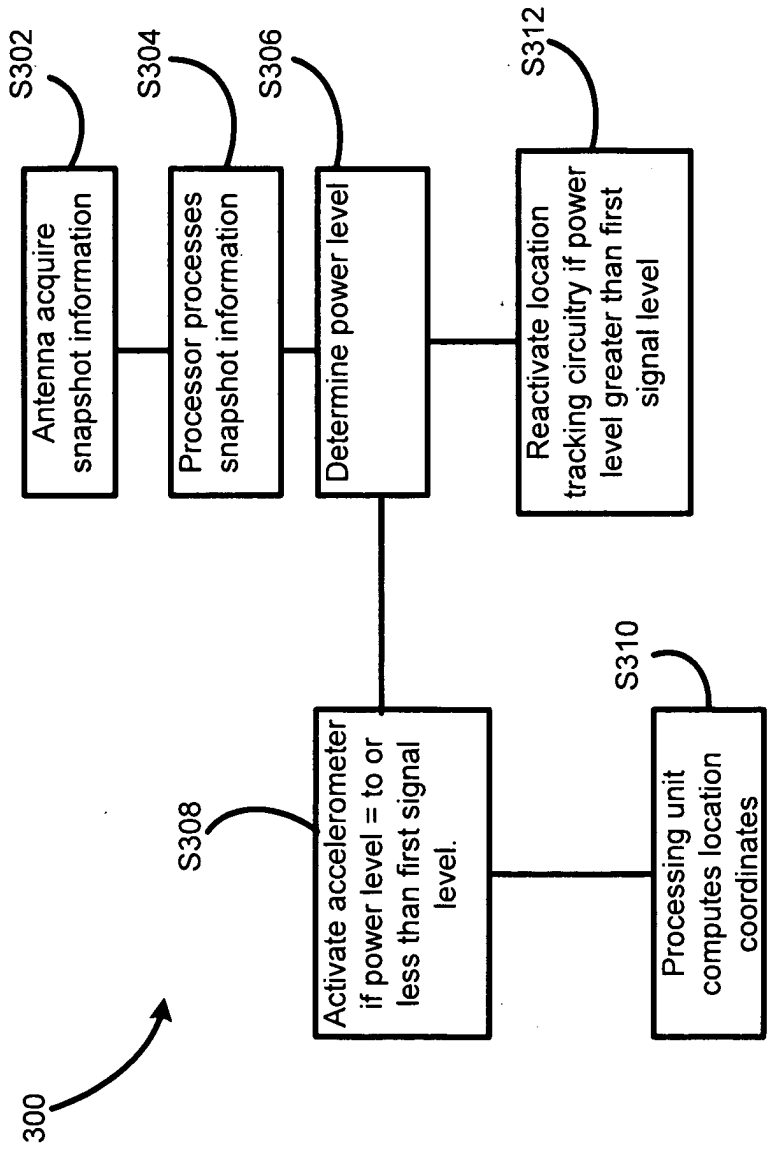 300
Antenna acquire
snapshot information
S302
Processor processes
snapshot information
S304
Determine power level
S306
Activate accelerometer
if power level = to or
less than first signal
level.
S308
Processing unit
computes location
coordinates
S310
Reactivate location
tracking circuitry if power
level greater than first
signal level
S312